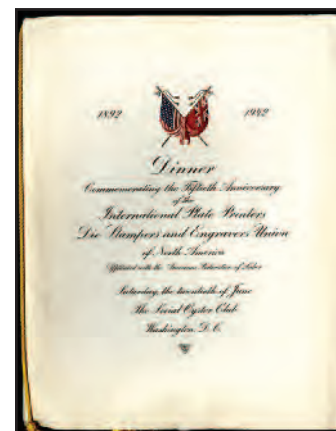 1892 1942
Dinner
Commemorating the Fiftieth Anniversary
of the
International Plate Printers
Die Stampers and Engravers Union
of North America
Affiliated with the American Federation of Labor
Saturday, the twentieth of June
The Social Oyster Club
Washington, D. C.